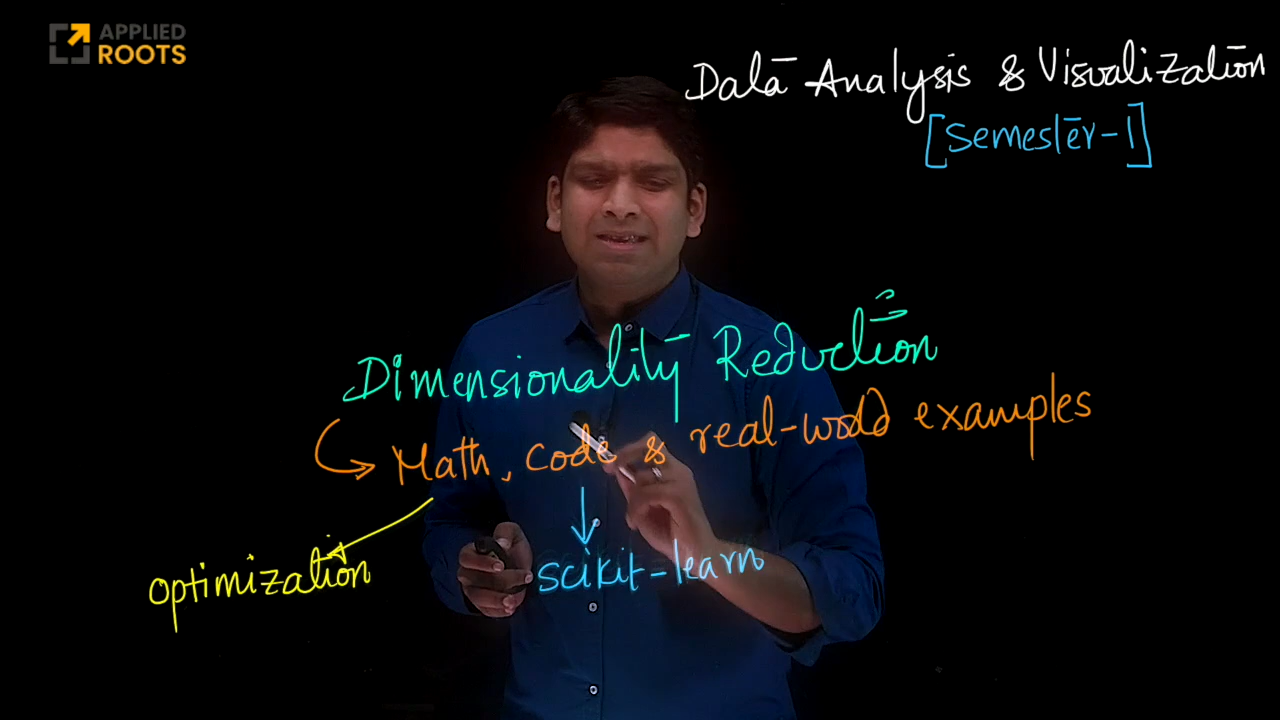 APPLIED
ROOTS
Data Analysis & Visualization
[Semester-1]
Dimensionality Reduction
Math, code & real-world examples
optimization
scikit-learn